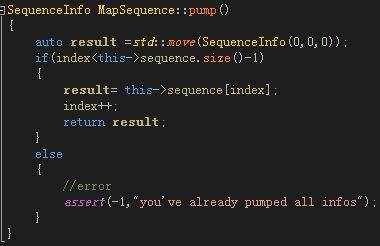 SequenceInfo MapSequence::pump()
{
auto result =std::move(SequenceInfo(0,0,0));
if(index<this->sequence.size()-1)
{
result= this->sequence[index];
index++;
return result;
}
else
{
//error
assert(-1,"you've already pumped all infos");
}
}